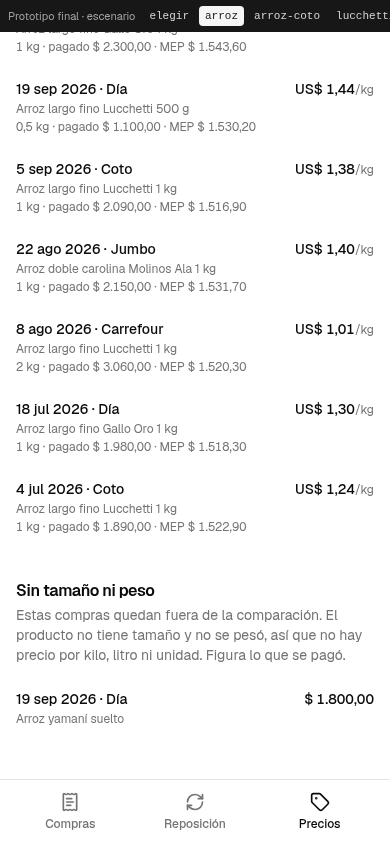 Prototipo final · escenario elegir arroz arroz-coto lucchett
1 kg · pagado $ 2.300,00 · MEP $ 1.543,60
19 sep 2026 · Día US$ 1,44/kg
Arroz largo fino Lucchetti 500 g
0,5 kg · pagado $ 1.100,00 · MEP $ 1.530,20
5 sep 2026 · Coto US$ 1,38/kg
Arroz largo fino Lucchetti 1 kg
1 kg · pagado $ 2.090,00 · MEP $ 1.516,90
22 ago 2026 · Jumbo US$ 1,40/kg
Arroz doble carolina Molinos Ala 1 kg
1 kg · pagado $ 2.150,00 · MEP $ 1.531,70
8 ago 2026 · Carrefour US$ 1,01/kg
Arroz largo fino Lucchetti 1 kg
2 kg · pagado $ 3.060,00 · MEP $ 1.520,30
18 jul 2026 · Día US$ 1,30/kg
Arroz largo fino Gallo Oro 1 kg
1 kg · pagado $ 1.980,00 · MEP $ 1.518,30
4 jul 2026 · Coto US$ 1,24/kg
Arroz largo fino Lucchetti 1 kg
1 kg · pagado $ 1.890,00 · MEP $ 1.522,90
Sin tamaño ni peso
Estas compras quedan fuera de la comparación. El
producto no tiene tamaño y no se pesó, así que no hay
precio por kilo, litro ni unidad. Figura lo que se pagó.
19 sep 2026 · Día $ 1.800,00
Arroz yamaní suelto
Compras Reposición Precios